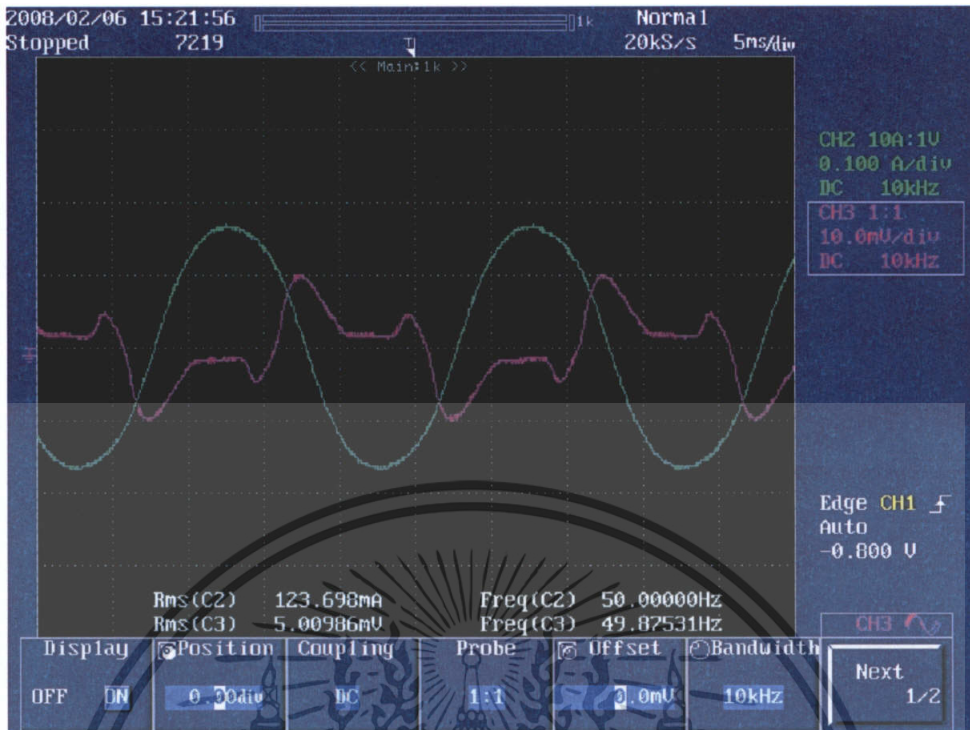 2008/02/06 15:21:56 1k Normal
Stopped 7219 T 20kS/s 5ms/div
<< Main:1k >>
CH2 10A:1V
0.100 A/div
DC 10kHz
CH3 1:1
10.0mV/div
DC 10kHz
Edge CH1
Auto
-0.800 V
Rms(C2) 123.698mA Freq(C2) 50.00000Hz
Rms(C3) 5.00986mV Freq(C3) 49.87531Hz
CH3
Display Position Coupling Probe Offset Bandwidth
OFF ON 0.00div DC 1:1 0.0mV 10kHz
Next
1/2